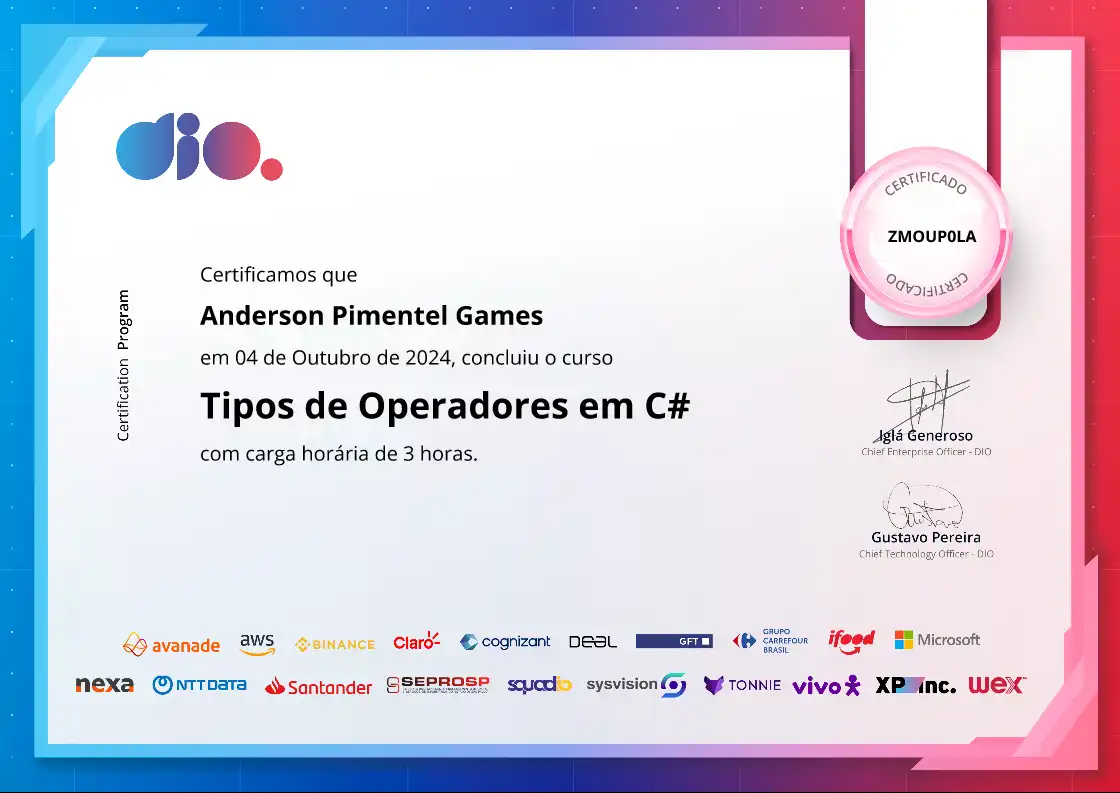 dio.
CERTIFICADO
ZMOUP0LA
CERTIFICADO
Certification Program
Certificamos que
Anderson Pimentel Games
em 04 de Outubro de 2024, concluiu o curso
Tipos de Operadores em C#
com carga horária de 3 horas.
Iglá Generoso
Chief Enterprise Officer - DIO
Gustavo Pereira
Chief Technology Officer - DIO
avanade aws BINANCE Claro cognizant DEAL GFT GRUPO CARREFOUR BRASIL ifood Microsoft
nexa NTT DATA Santander SEPROSP squadio sysvision TONNIE vivo XP inc. wex